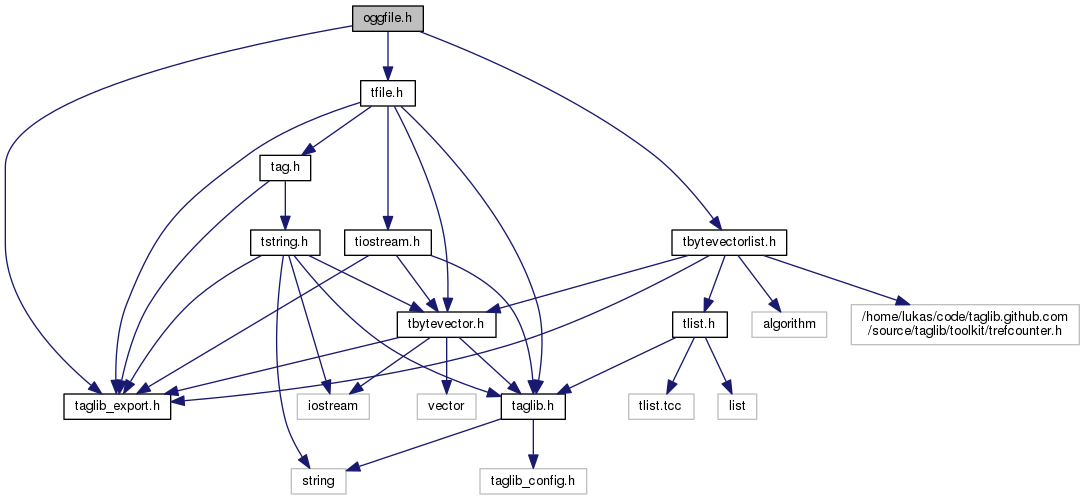 oggfile.h
tfile.h
tag.h
tstring.h
tiostream.h
tbytevectorlist.h
tbytevector.h
tlist.h
algorithm
/home/lukas/code/taglib.github.com
/source/taglib/toolkit/trefcounter.h
taglib_export.h
iostream
vector
taglib.h
tlist.tcc
list
string
taglib_config.h